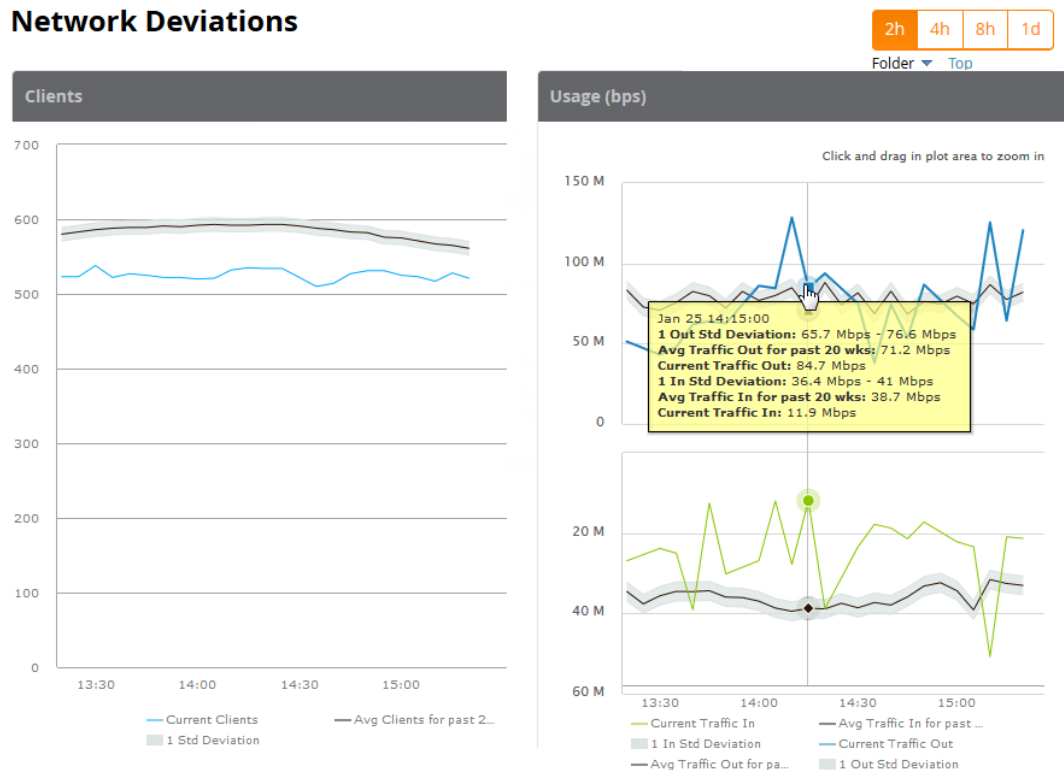 Network Deviations
2h 4h 8h 1d
Folder Top
Clients
700
600
500
400
300
200
100
0
13:30 14:00 14:30 15:00
Current Clients Avg Clients for past 2...
1 Std Deviation
Usage (bps)
Click and drag in plot area to zoom in
150 M
100 M
50 M
0
Jan 25 14:15:00
1 Out Std Deviation: 65.7 Mbps - 76.6 Mbps
Avg Traffic Out for past 20 wks: 71.2 Mbps
Current Traffic Out: 84.7 Mbps
1 In Std Deviation: 36.4 Mbps - 41 Mbps
Avg Traffic In for past 20 wks: 38.7 Mbps
Current Traffic In: 11.9 Mbps
20 M
40 M
60 M
13:30 14:00 14:30 15:00
Current Traffic In Avg Traffic In for past ...
1 In Std Deviation Current Traffic Out
Avg Traffic Out for pa... 1 Out Std Deviation